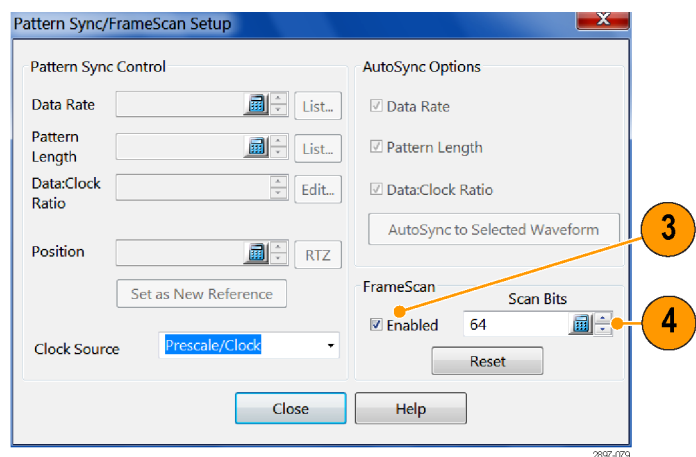 Pattern Sync/FrameScan Setup
X
Pattern Sync Control
Data Rate
List...
Pattern
Length
List...
Data:Clock
Ratio
Edit...
Position
RTZ
Set as New Reference
Clock Source
Prescale/Clock
AutoSync Options
Data Rate
Pattern Length
Data:Clock Ratio
AutoSync to Selected Waveform
3
FrameScan
Scan Bits
Enabled
64
4
Reset
Close
Help
2897-079